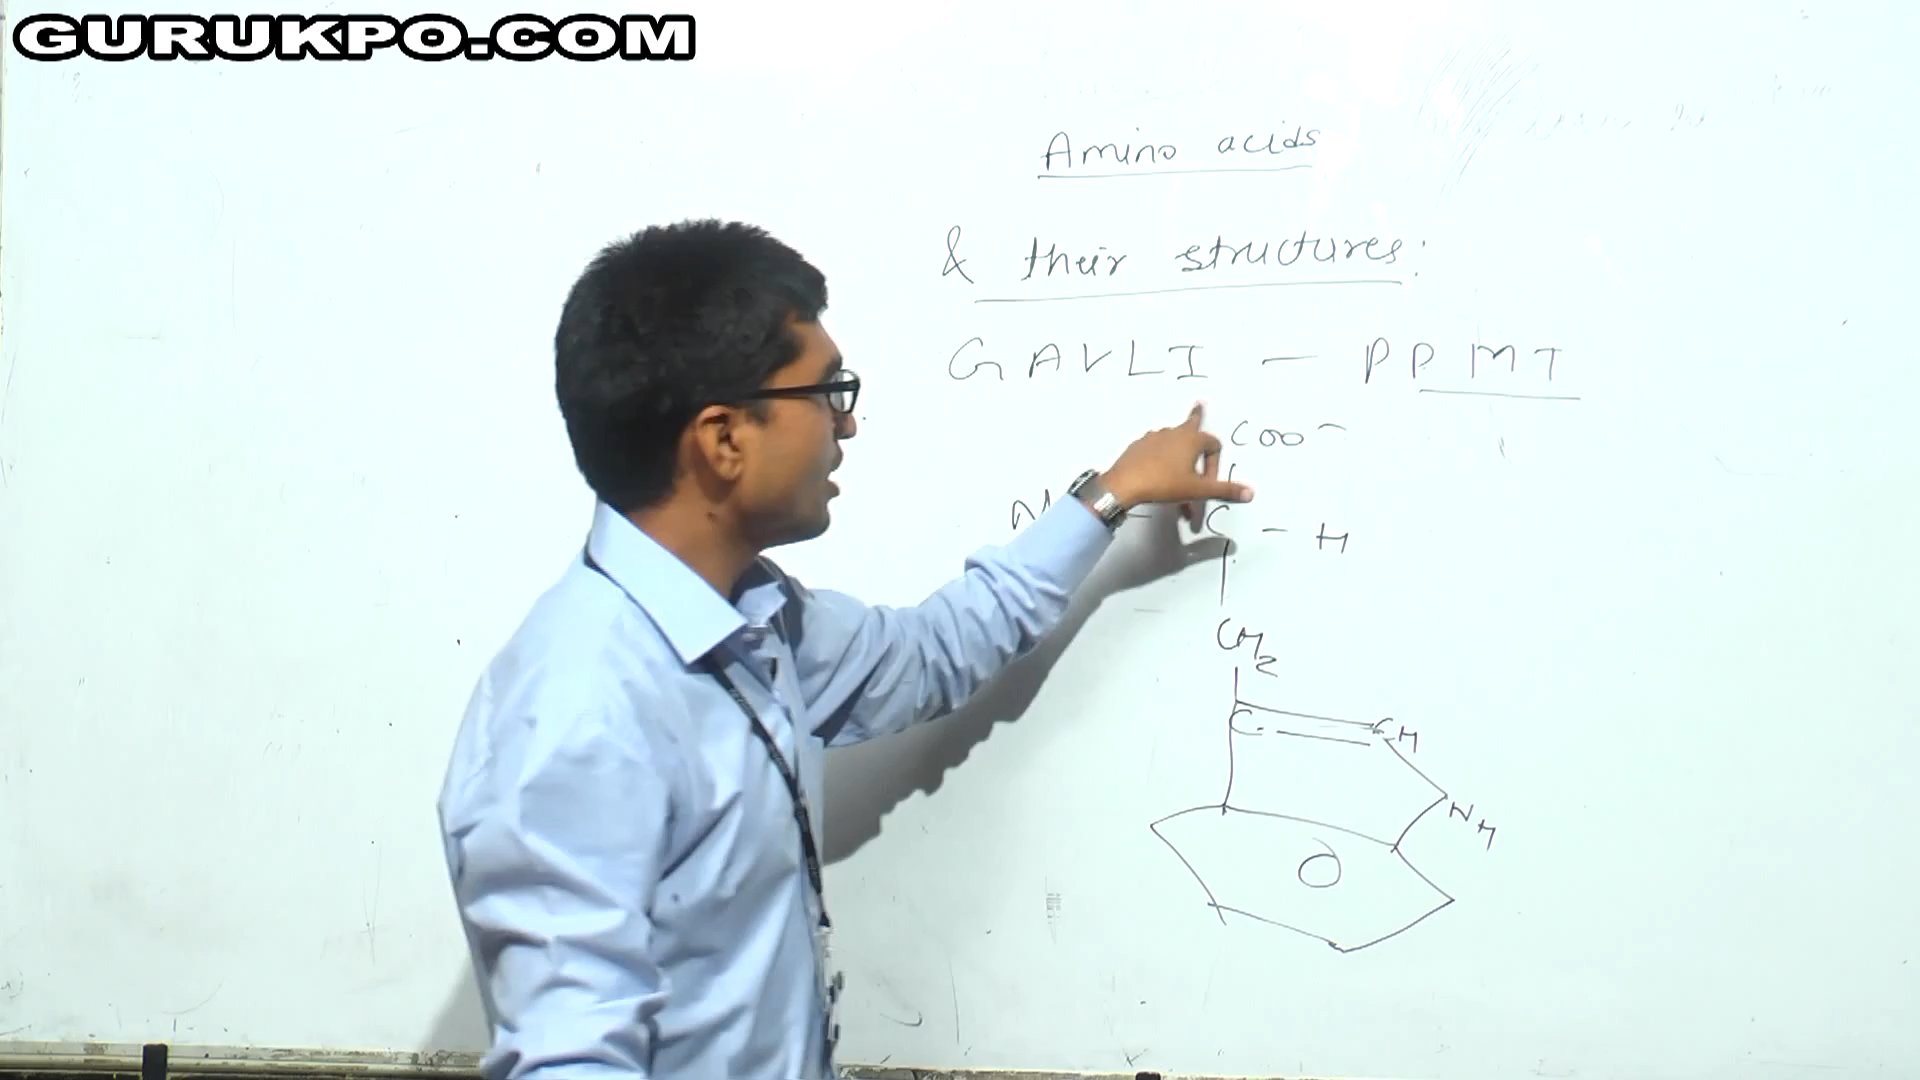 GURUKPO.COM
Amino acids
& their structures:
GAVLI - PPMT
COO⁻
C - H
CH₂
C = CH
NH